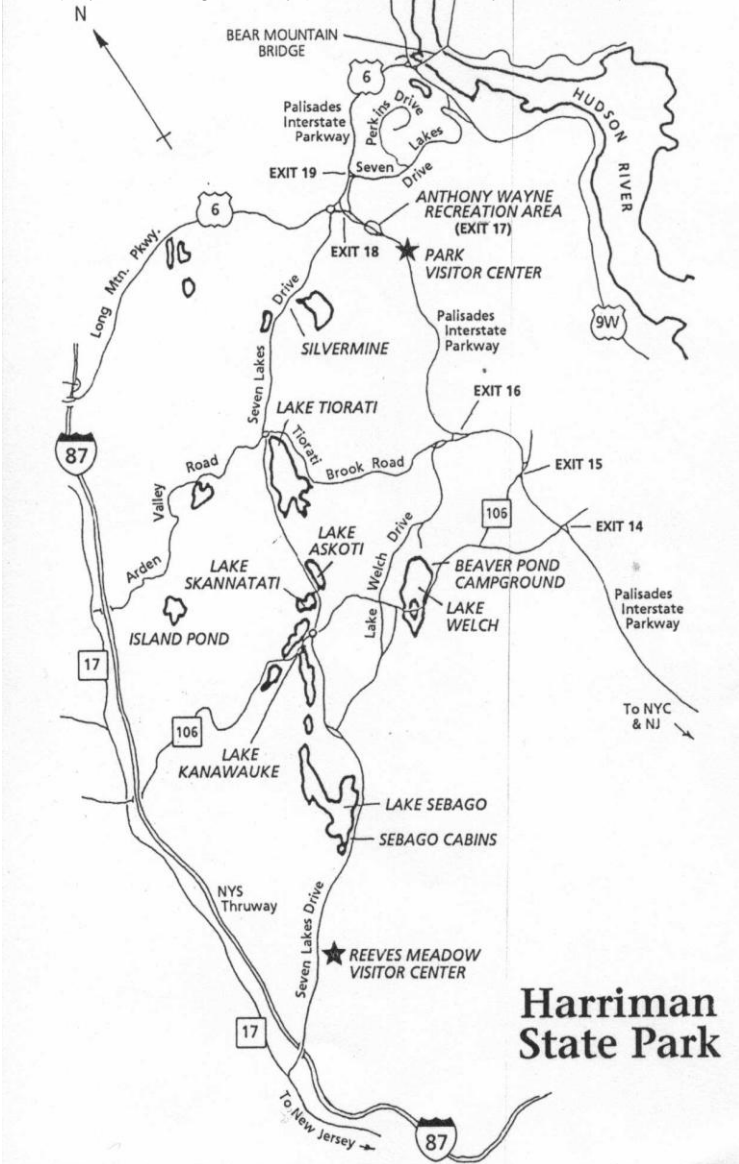 N
BEAR MOUNTAIN
BRIDGE
6
HUDSON
RIVER
Palisades
Interstate
Parkway
Perkins Drive
Seven Lakes
Drive
EXIT 19
ANTHONY WAYNE
RECREATION AREA
(EXIT 17)
6
EXIT 18
PARK
VISITOR CENTER
Long Mtn. Pkwy.
9W
Palisades
Interstate
Parkway
Seven Lakes Drive
SILVERMINE
EXIT 16
LAKE TIORATI
87
Tiorati
Brook Road
EXIT 15
Arden Valley Road
106
EXIT 14
LAKE
ASKOTI
Lake Welch Drive
BEAVER POND
CAMPGROUND
LAKE
SKANNATATI
LAKE
WELCH
Palisades
Interstate
Parkway
ISLAND POND
17
To NYC
& NJ
106
LAKE
KANAWAUKE
LAKE SEBAGO
SEBAGO CABINS
NYS
Thruway
Seven Lakes Drive
REEVES MEADOW
VISITOR CENTER
Harriman
State Park
17
To New Jersey
87